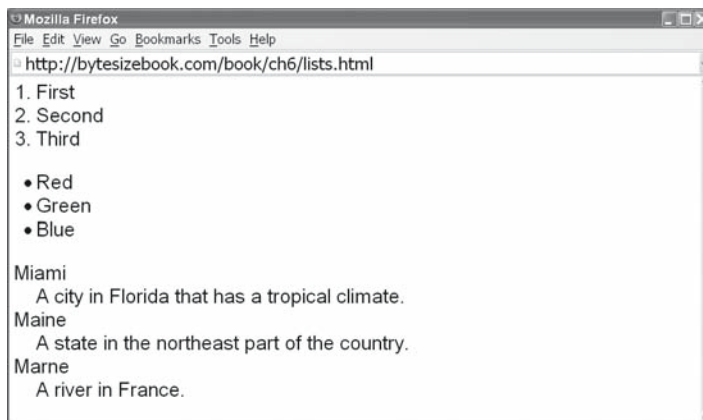 Mozilla Firefox
File Edit View Go Bookmarks Tools Help
http://bytesizebook.com/book/ch6/lists.html
1. First
2. Second
3. Third
• Red
• Green
• Blue
Miami
A city in Florida that has a tropical climate.
Maine
A state in the northeast part of the country.
Marne
A river in France.